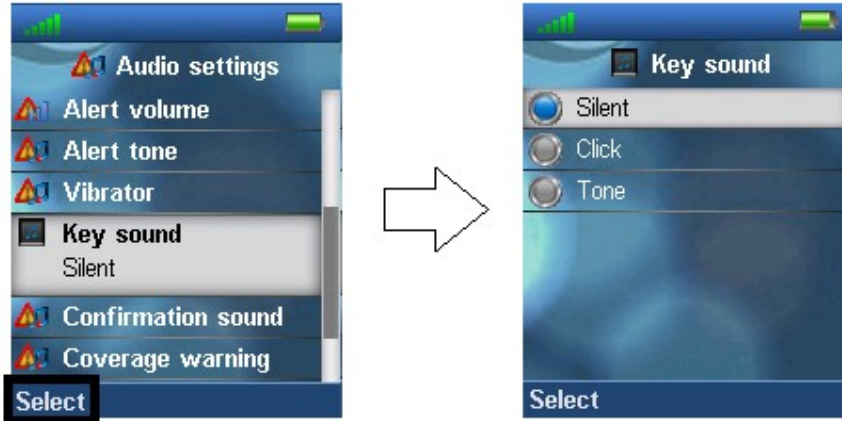 Audio settings
Alert volume
Alert tone
Vibrator
Key sound
Silent
Confirmation sound
Coverage warning
Select
Key sound
Silent
Click
Tone
Select